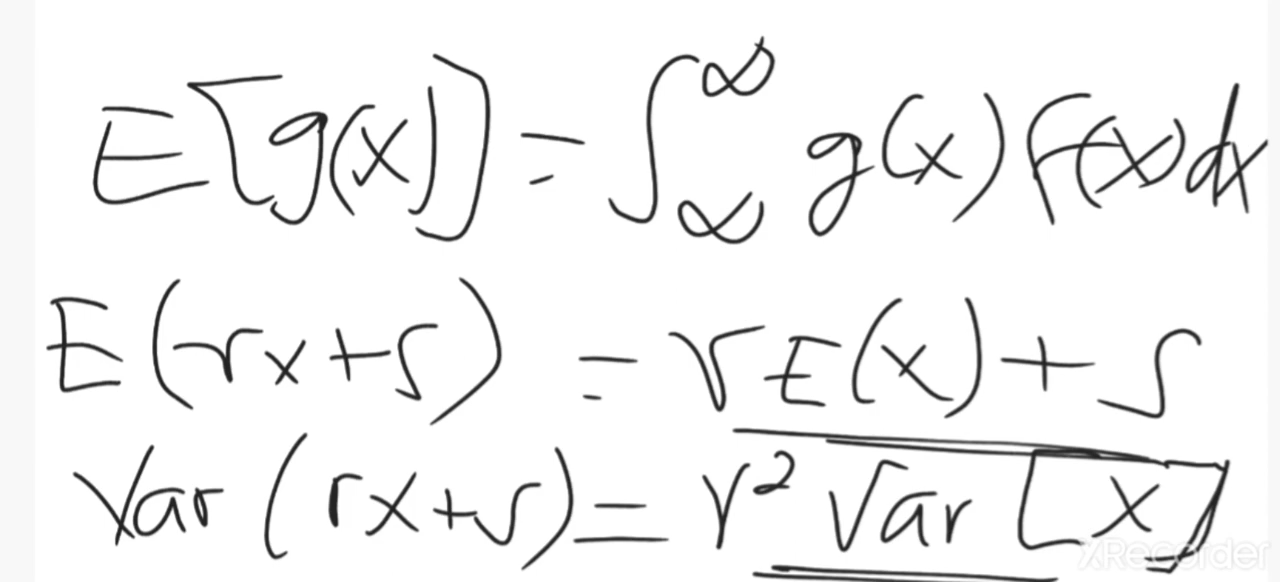 E[g(x)] = ∫_∞^∞ g(x) f(x) dx
E(rx+s) = rE(x)+s
Var(rx+s) = r² Var[x]
XRecorder